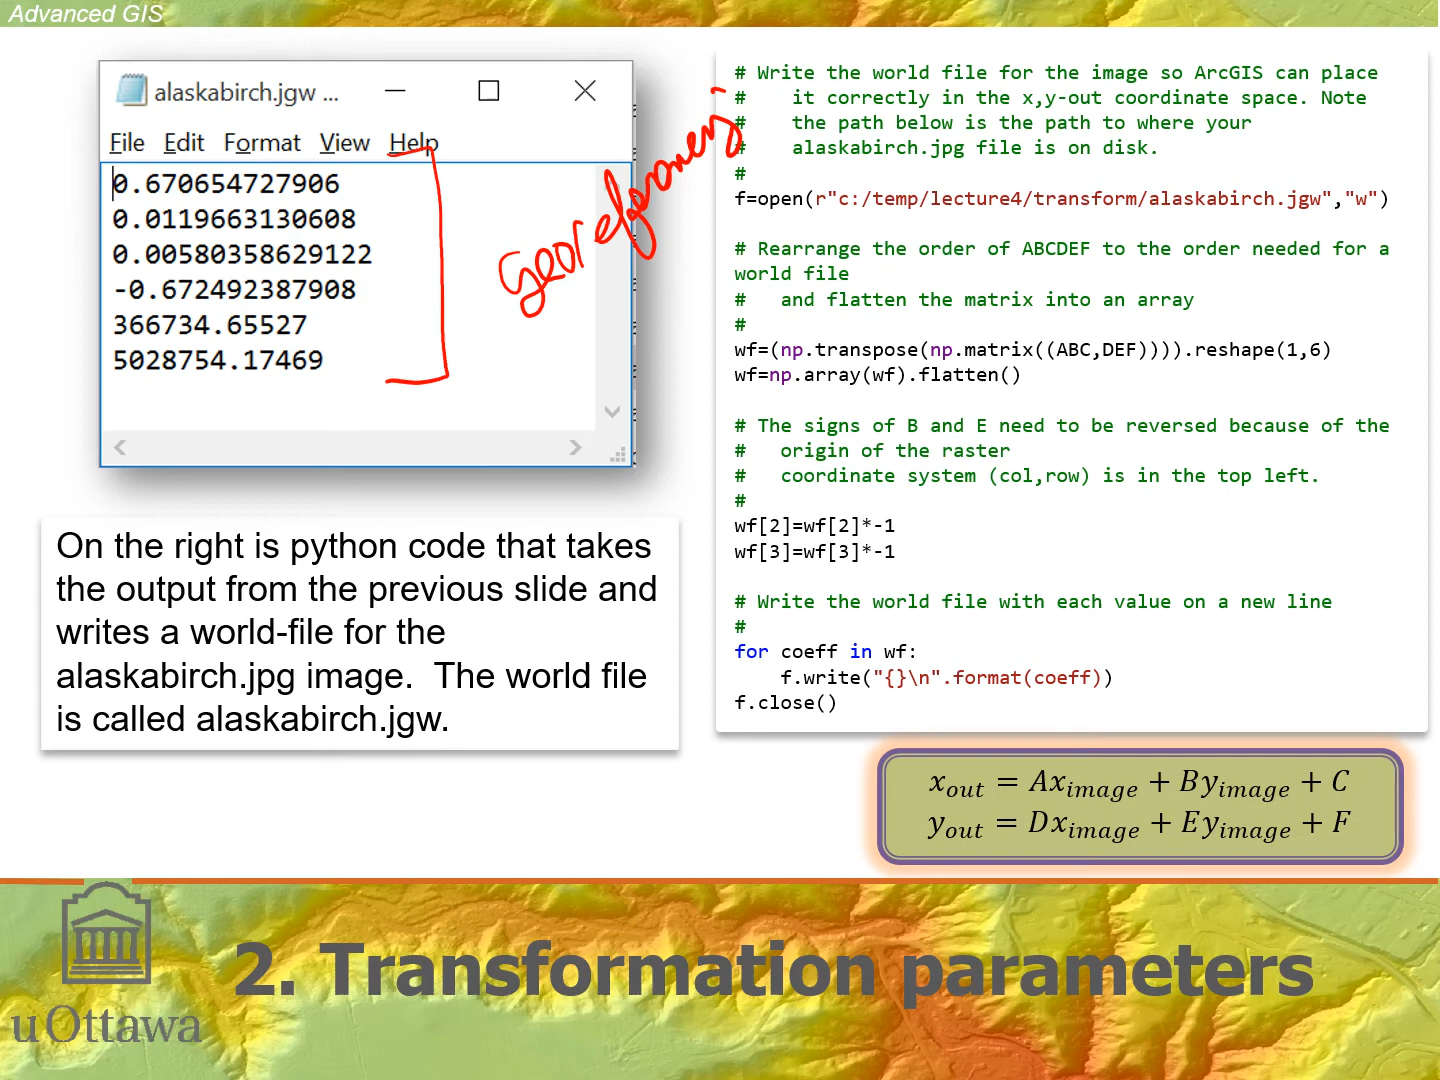 Advanced GIS
alaskabirch.jgw ...
File Edit Format View Help
0.670654727906
0.0119663130608
0.00580358629122
-0.672492387908
366734.65527
5028754.17469
On the right is python code that takes
the output from the previous slide and
writes a world-file for the
alaskabirch.jpg image.  The world file
is called alaskabirch.jgw.
# Write the world file for the image so ArcGIS can place
#    it correctly in the x,y-out coordinate space. Note
#    the path below is the path to where your
#    alaskabirch.jpg file is on disk.
#
f=open(r"c:/temp/lecture4/transform/alaskabirch.jgw","w")
# Rearrange the order of ABCDEF to the order needed for a
world file
#   and flatten the matrix into an array
#
wf=(np.transpose(np.matrix((ABC,DEF)))).reshape(1,6)
wf=np.array(wf).flatten()
# The signs of B and E need to be reversed because of the
#   origin of the raster
#   coordinate system (col,row) is in the top left.
#
wf[2]=wf[2]*-1
wf[3]=wf[3]*-1
# Write the world file with each value on a new line
#
for coeff in wf:
    f.write("{}\n".format(coeff))
f.close()
x_out = Ax_image + By_image + C
y_out = Dx_image + Ey_image + F
2. Transformation parameters
uOttawa